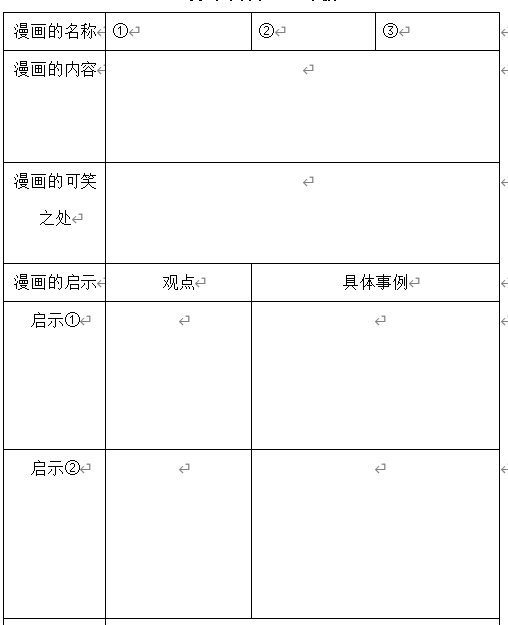 漫画的名称 ① ② ③
漫画的内容
漫画的可笑
之处
漫画的启示 观点 具体事例
启示①
启示②